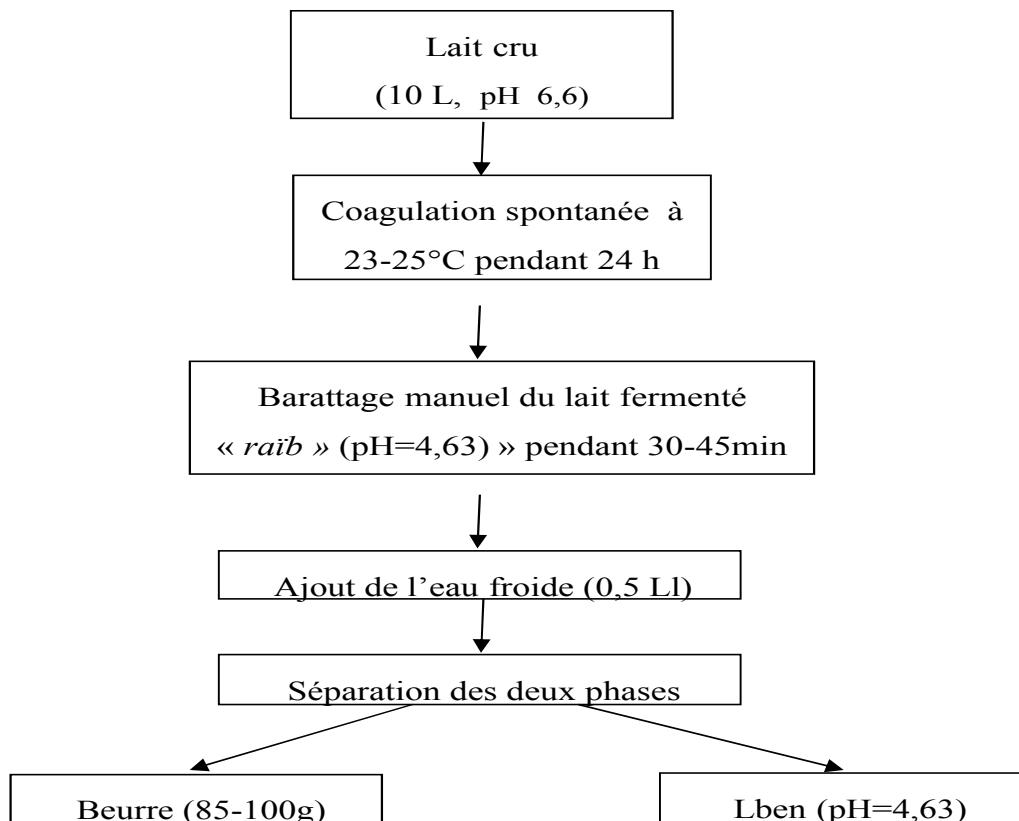 Lait cru
(10 L, pH 6,6)
Coagulation spontanée à
23-25°C pendant 24 h
Barattage manuel du lait fermenté
« raïb » (pH=4,63) » pendant 30-45min
Ajout de l’eau froide (0,5 Ll)
Séparation des deux phases
Beurre (85-100g)
Lben (pH=4,63)